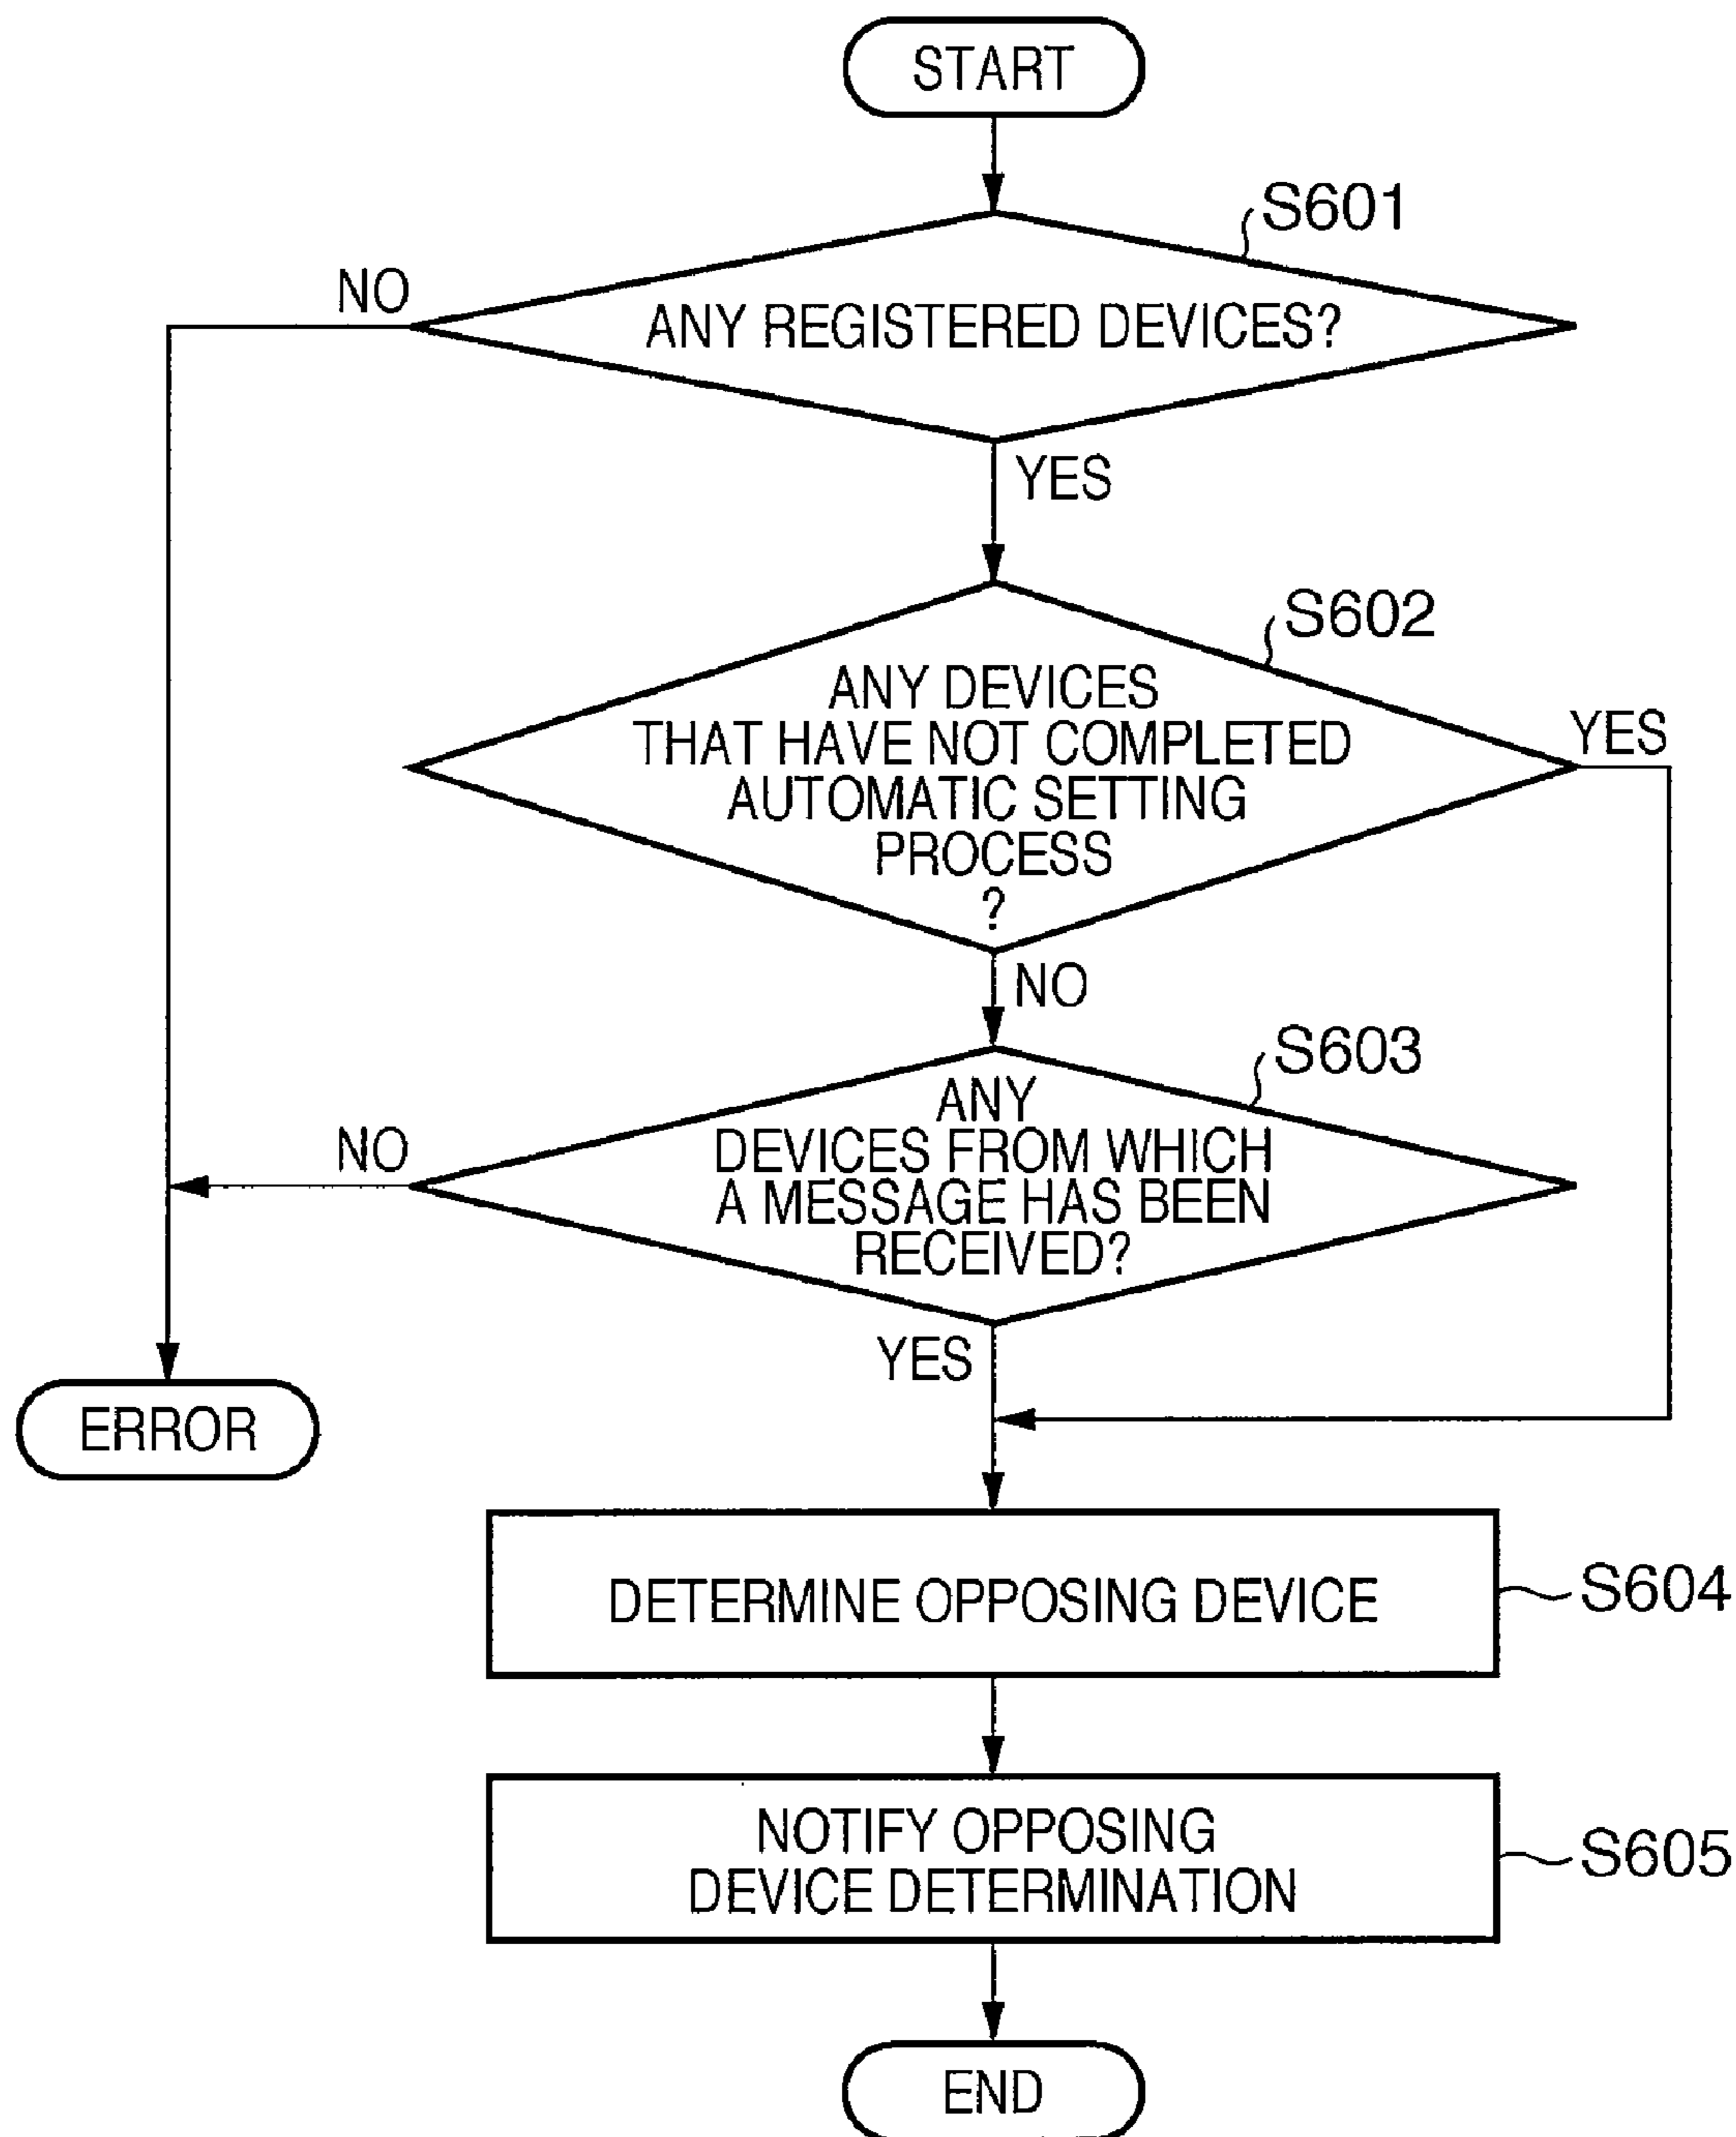 START
S601
NO
ANY REGISTERED DEVICES?
YES
S602
ANY DEVICES
THAT HAVE NOT COMPLETED
AUTOMATIC SETTING
PROCESS
?
YES
NO
S603
ANY
DEVICES FROM WHICH
A MESSAGE HAS BEEN
RECEIVED?
NO
YES
ERROR
DETERMINE OPPOSING DEVICE
S604
NOTIFY OPPOSING
DEVICE DETERMINATION
S605
END